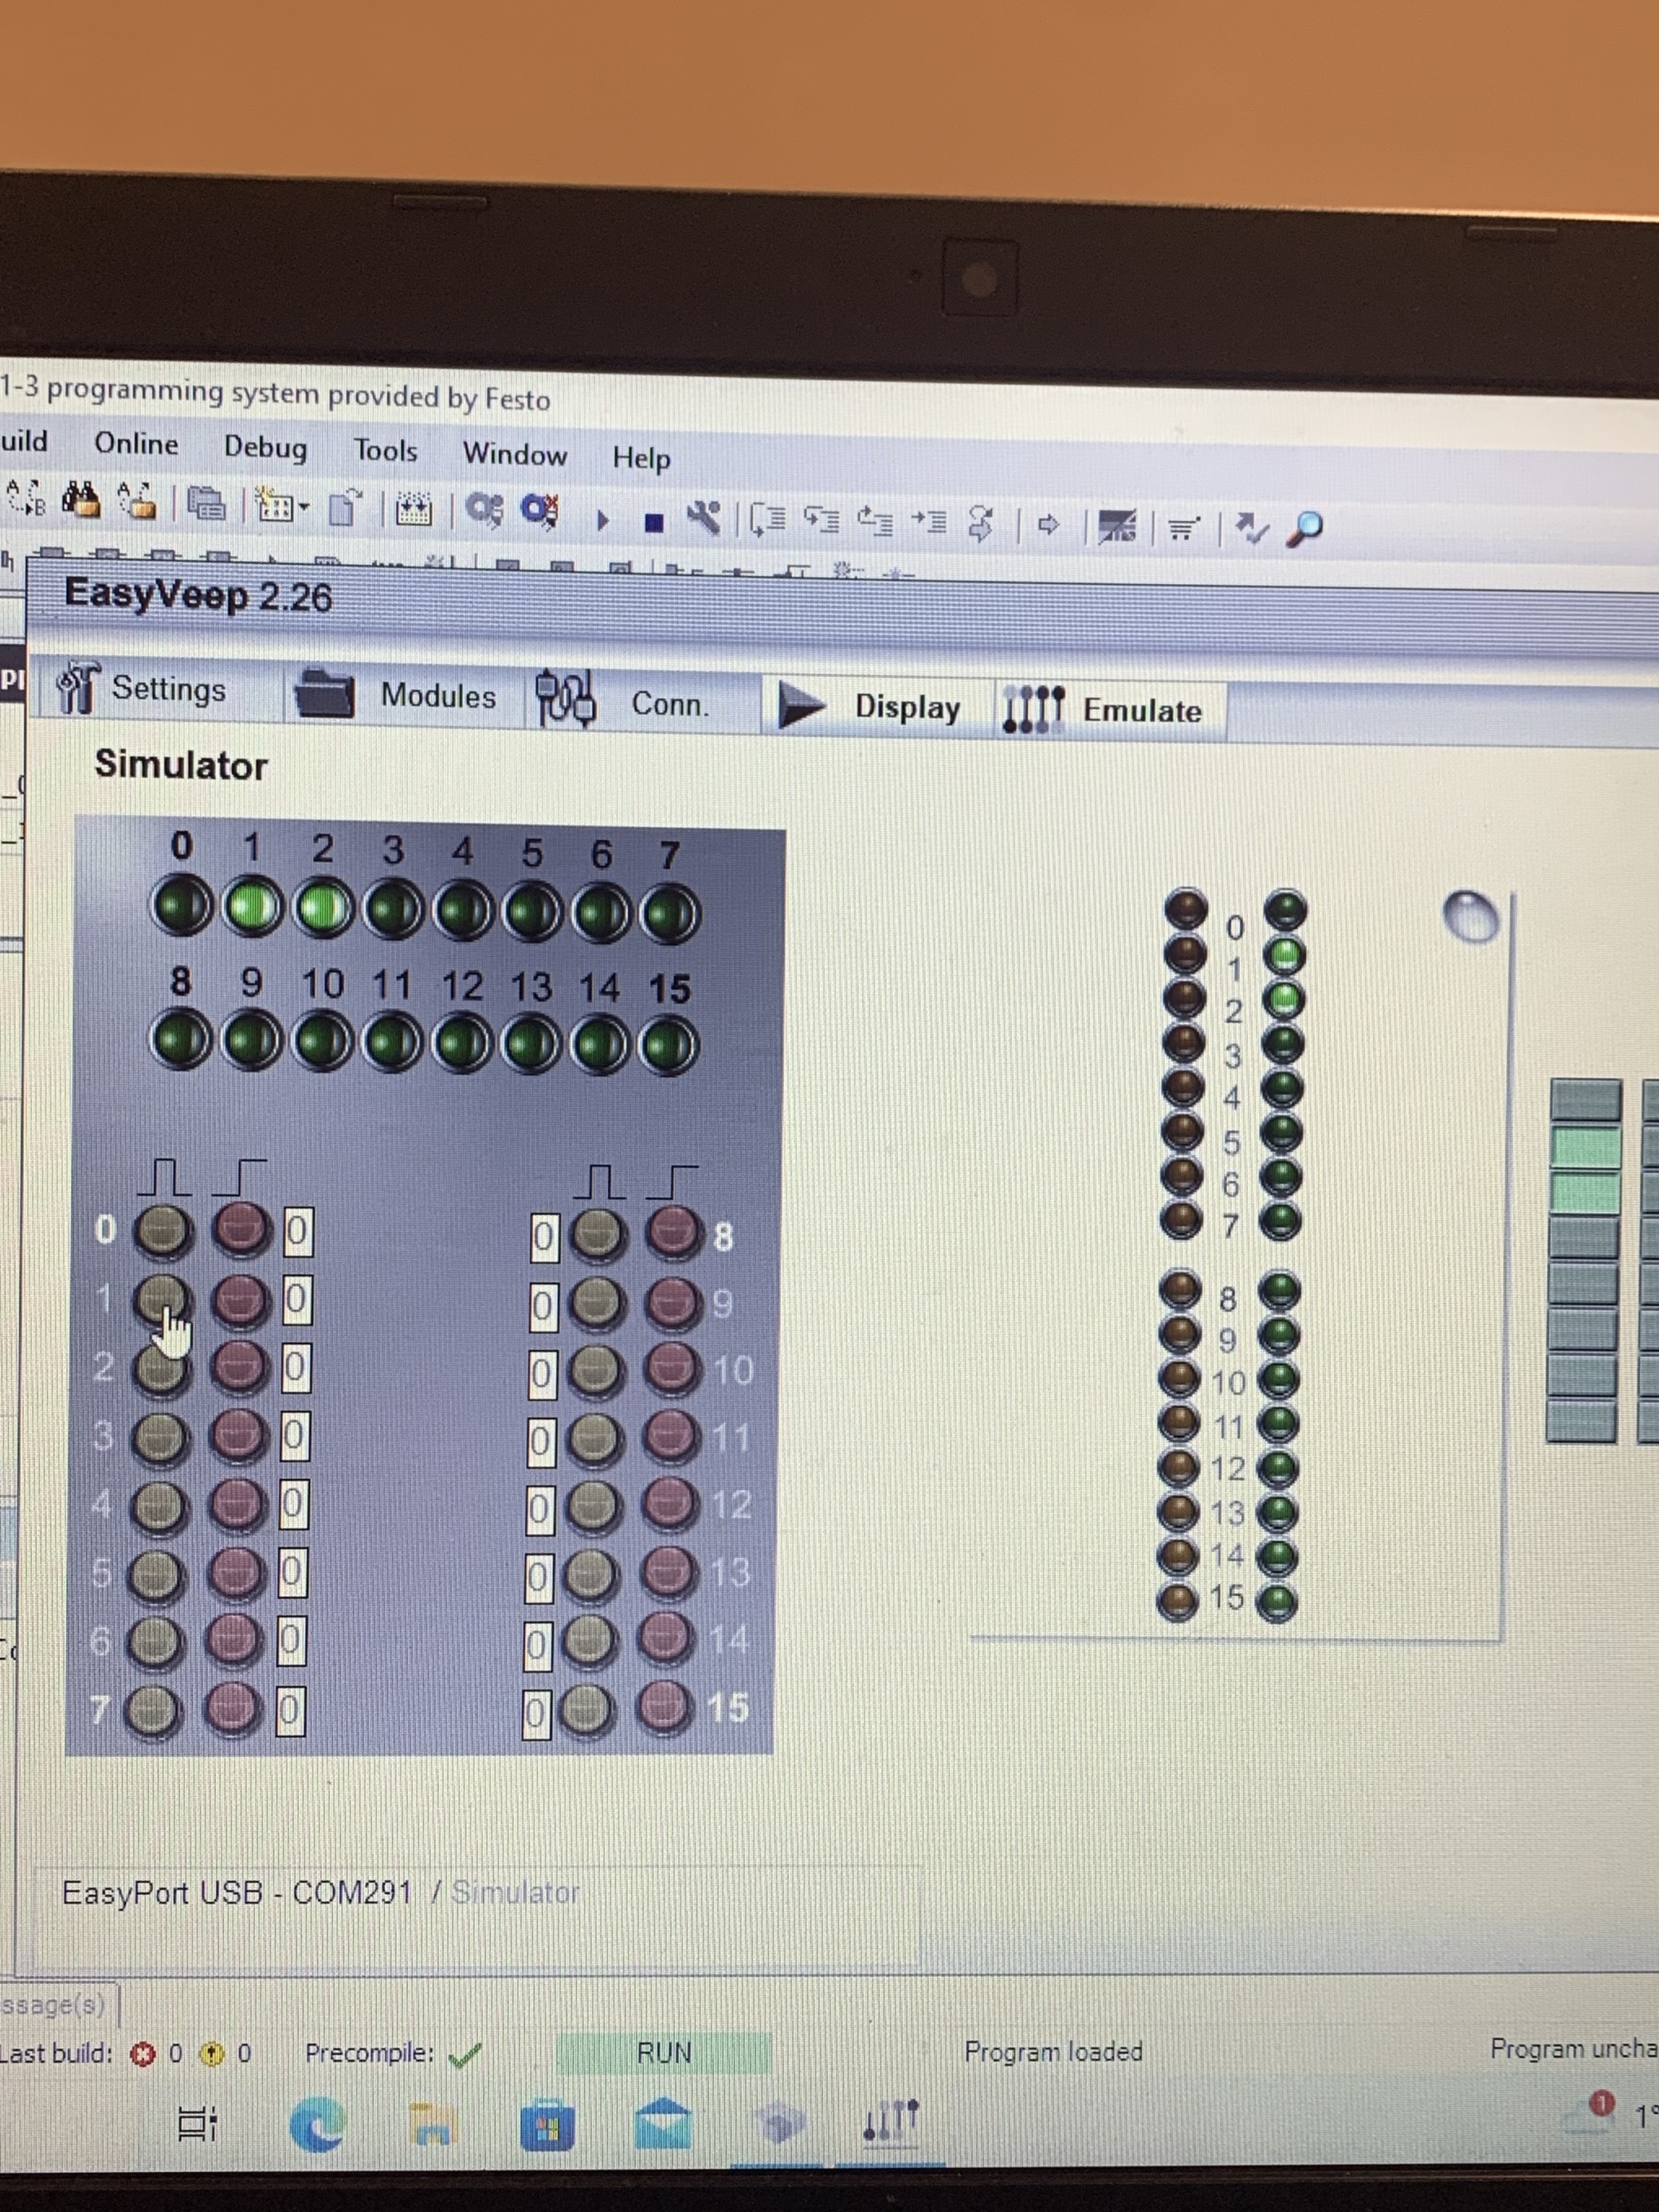 1-3 programming system provided by Festo
uild Online Debug Tools Window Help
EasyVeep 2.26
Settings Modules Conn. Display Emulate
Simulator
0 1 2 3 4 5 6 7
8 9 10 11 12 13 14 15
0 0 0 8
1 0 0 9
2 0 0 10
3 0 0 11
4 0 0 12
5 0 0 13
6 0 0 14
7 0 0 15
0
1
2
3
4
5
6
7
8
9
10
11
12
13
14
15
EasyPort USB - COM291 / Simulator
ssage(s)
Last build: 0 0 Precompile: RUN Program loaded Program uncha
1 1°